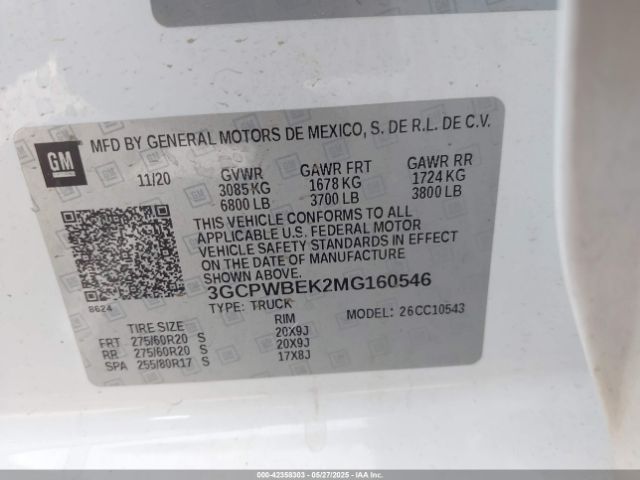 GM
MFD BY GENERAL MOTORS DE MEXICO, S. DE R.L. DE C.V.
11/20 GVWR GAWR FRT GAWR RR
3085 KG 1678 KG 1724 KG
6800 LB 3700 LB 3800 LB
THIS VEHICLE CONFORMS TO ALL
APPLICABLE U.S. FEDERAL MOTOR
VEHICLE SAFETY STANDARDS IN EFFECT
ON THE DATE OF MANUFACTURE
SHOWN ABOVE.
3GCPWBEK2MG160546
8624
TYPE: TRUCK MODEL: 26CC10543
TIRE SIZE RIM
FRT 275/60R20 S 20X9J
RR 275/60R20 S 20X9J
SPA 255/80R17 S 17X8J
000-42358303 | 05/27/2025 | IAAI.COM